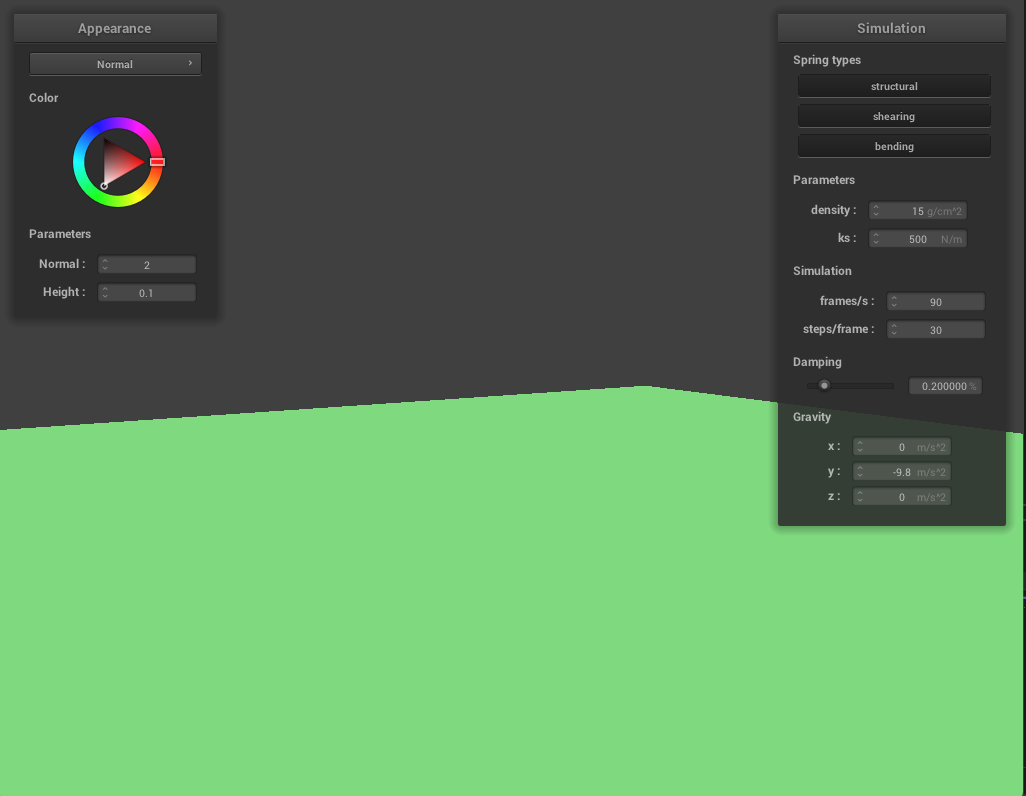 Appearance
Normal
Color
Parameters
Normal : 2
Height : 0.1
Simulation
Spring types
structural
shearing
bending
Parameters
density : 15 g/cm^2
ks : 500 N/m
Simulation
frames/s : 90
steps/frame : 30
Damping
0.200000 %
Gravity
x : 0 m/s^2
y : -9.8 m/s^2
z : 0 m/s^2